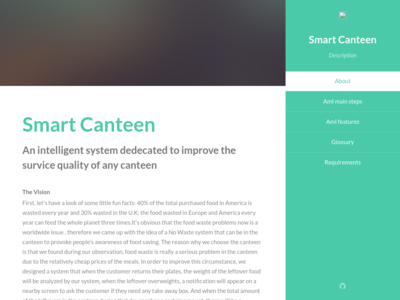 Smart Canteen
Description
About
AmI main steps
AmI features
Glossary
Requirements
Smart Canteen
An intelligent system dedecated to improve the
survice quality of any canteen
The Vision
First, let's have a look of some little fun facts: 40% of the total purchased food in America is
wasted every year and 30% wasted in the U.K; the food wasted in Europe and America every
year can feed the whole planet three times.It's obvious that the food waste problems now is a
worldwide issue , therefore we came up with the idea of a No Waste system that can be in the
canteen to provoke people's awareness of food saving. The reason why we choose the canteen
is that we found during our observation, food waste is really a serious problem in the canteen
due to the relatively cheap prices of the meals. In order to improve this circumstance, we
designed a system that when the customer returns their plates, the weight of the leftover food
will be analyzed by our system, when the leftover overweights, a notification will appear on a
nearby screen to ask the customer if they need any take away box. And when the total amount